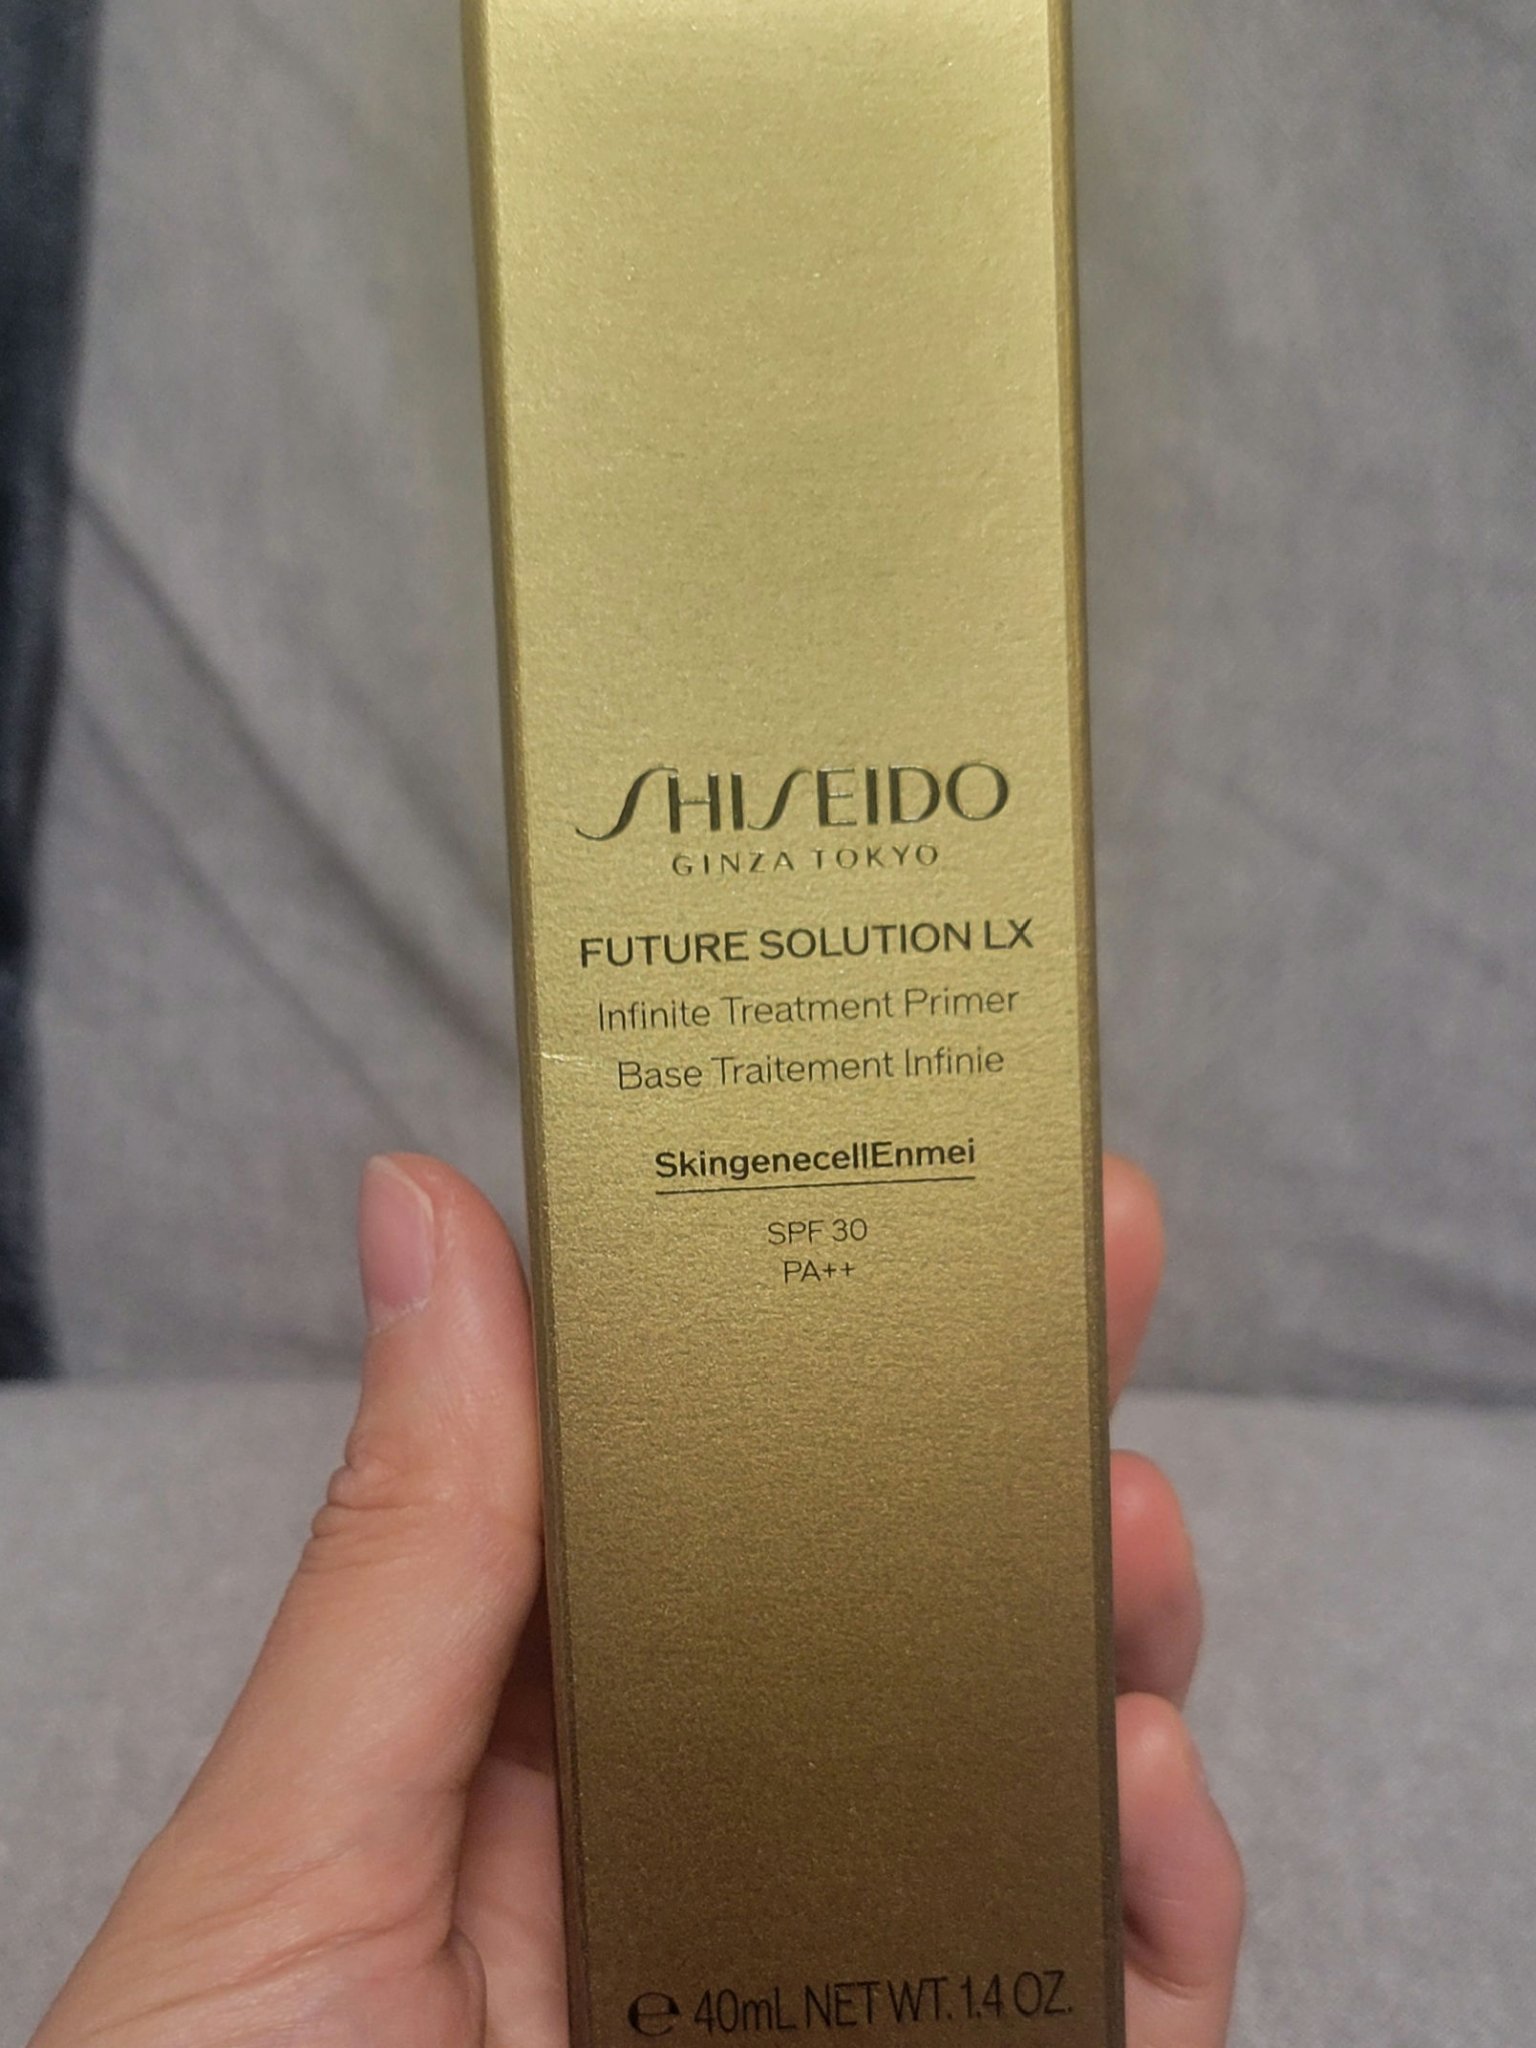 SHISEIDO
GINZA TOKYO
FUTURE SOLUTION LX
Infinite Treatment Primer
Base Traitement Infinie
SkingenecellEnmei
SPF 30
PA++
℮ 40mL NET WT. 1.4 OZ.